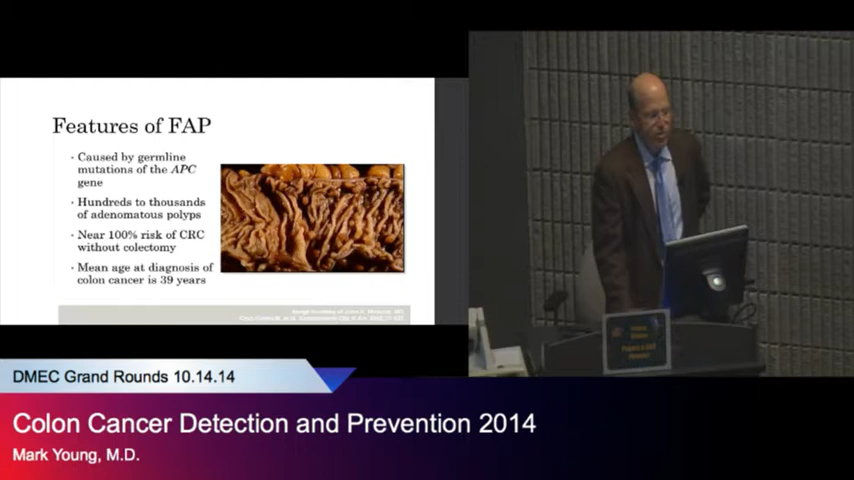 Features of FAP
• Caused by germline
mutations of the APC
gene
• Hundreds to thousands
of adenomatous polyps
• Near 100% risk of CRC
without colectomy
• Mean age at diagnosis of
colon cancer is 39 years
DMEC Grand Rounds 10.14.14
Colon Cancer Detection and Prevention 2014
Mark Young, M.D.